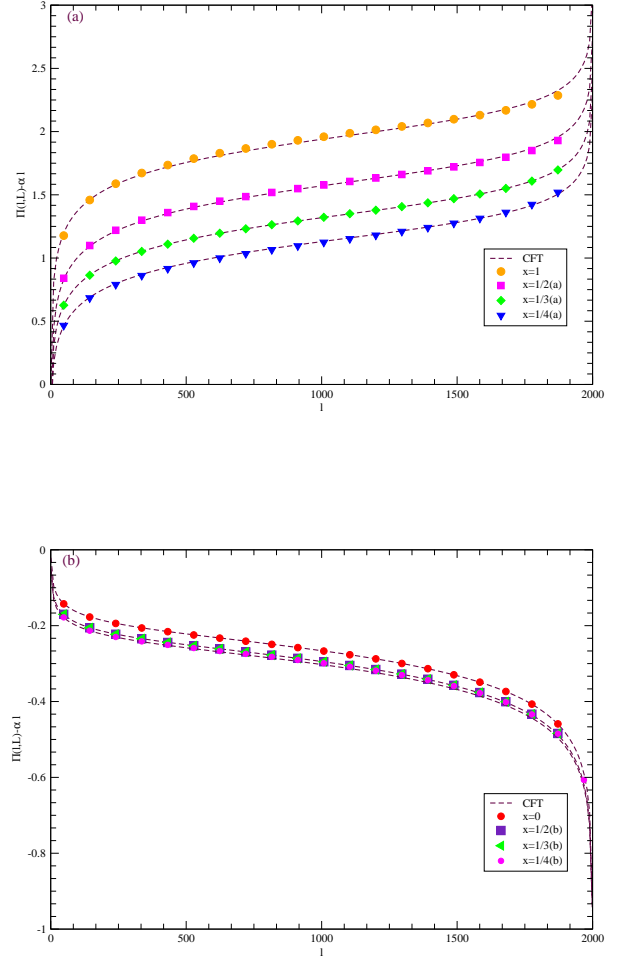 3
(a)
2.5
2
1.5
1
0.5
0
Π(l,L)-α l
CFT
x=1
x=1/2(a)
x=1/3(a)
x=1/4(a)
0 500 1000 1500 2000
l
0
(b)
-0.2
-0.4
-0.6
-0.8
-1
Π(l,L)-α l
CFT
x=0
x=1/2(b)
x=1/3(b)
x=1/4(b)
0 500 1000 1500 2000
l